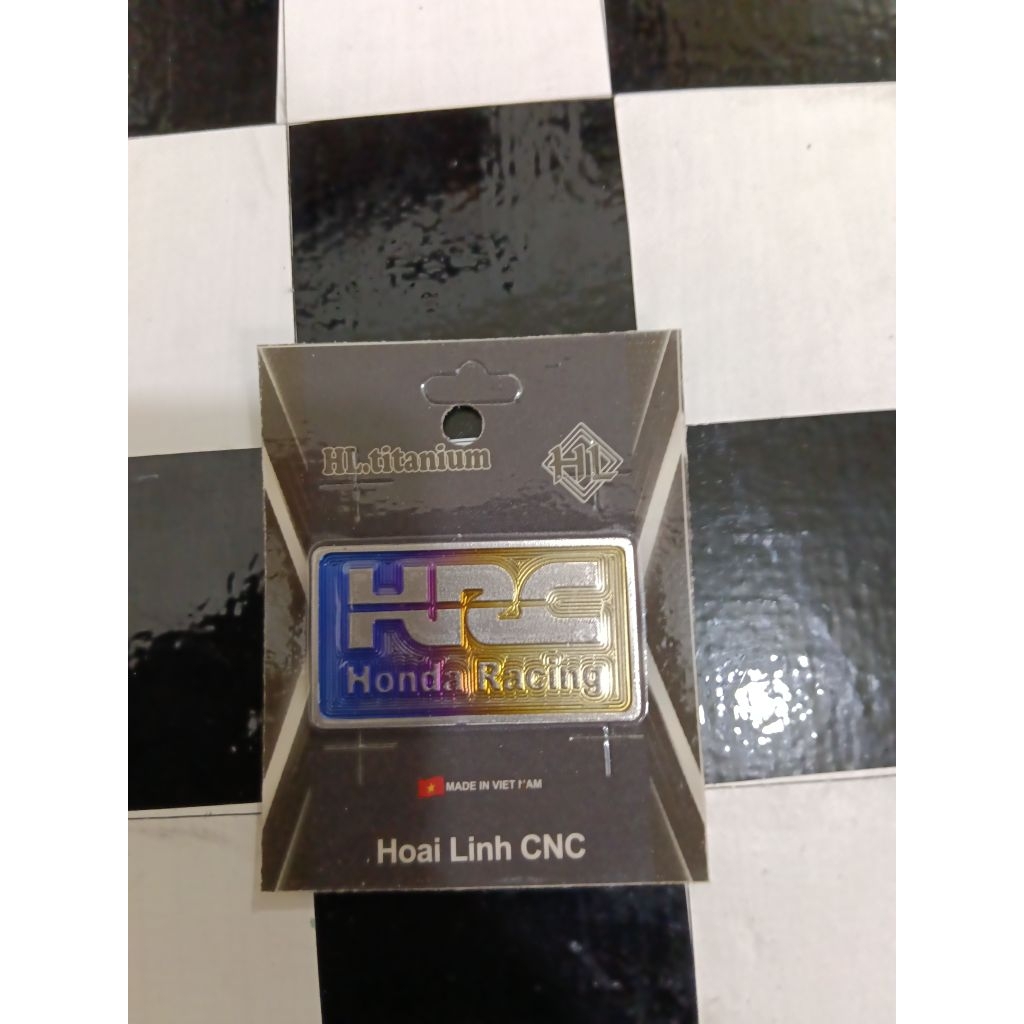 HL.titanium
HL
HRC
Honda Racing
MADE IN VIET NAM
Hoai Linh CNC